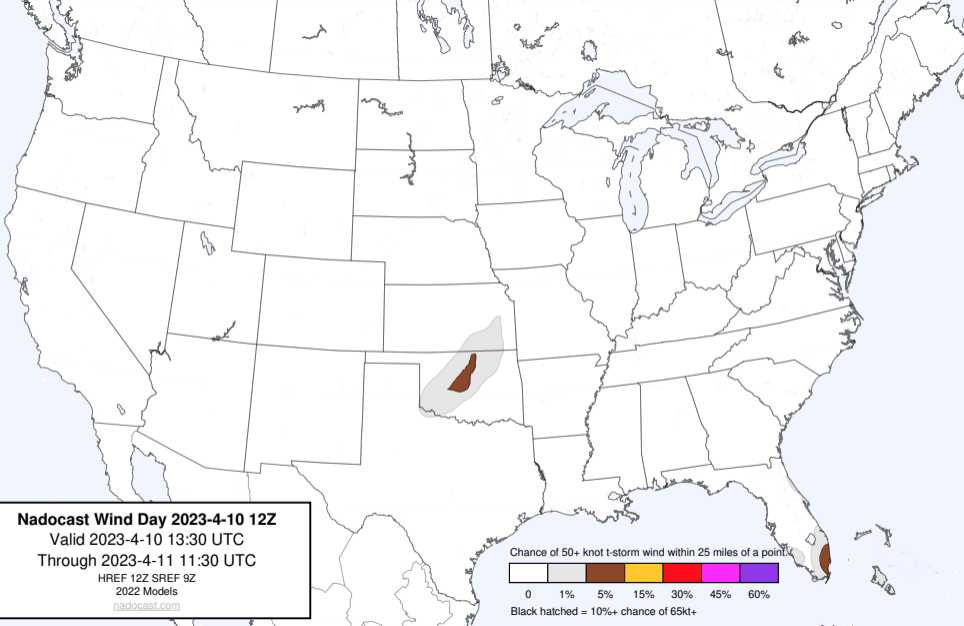 Nadocast Wind Day 2023-4-10 12Z
Valid 2023-4-10 13:30 UTC
Through 2023-4-11 11:30 UTC
HREF 12Z SREF 9Z
2022 Models
nadocast.com
Chance of 50+ knot t-storm wind within 25 miles of a point.
0 1% 5% 15% 30% 45% 60%
Black hatched = 10%+ chance of 65kt+